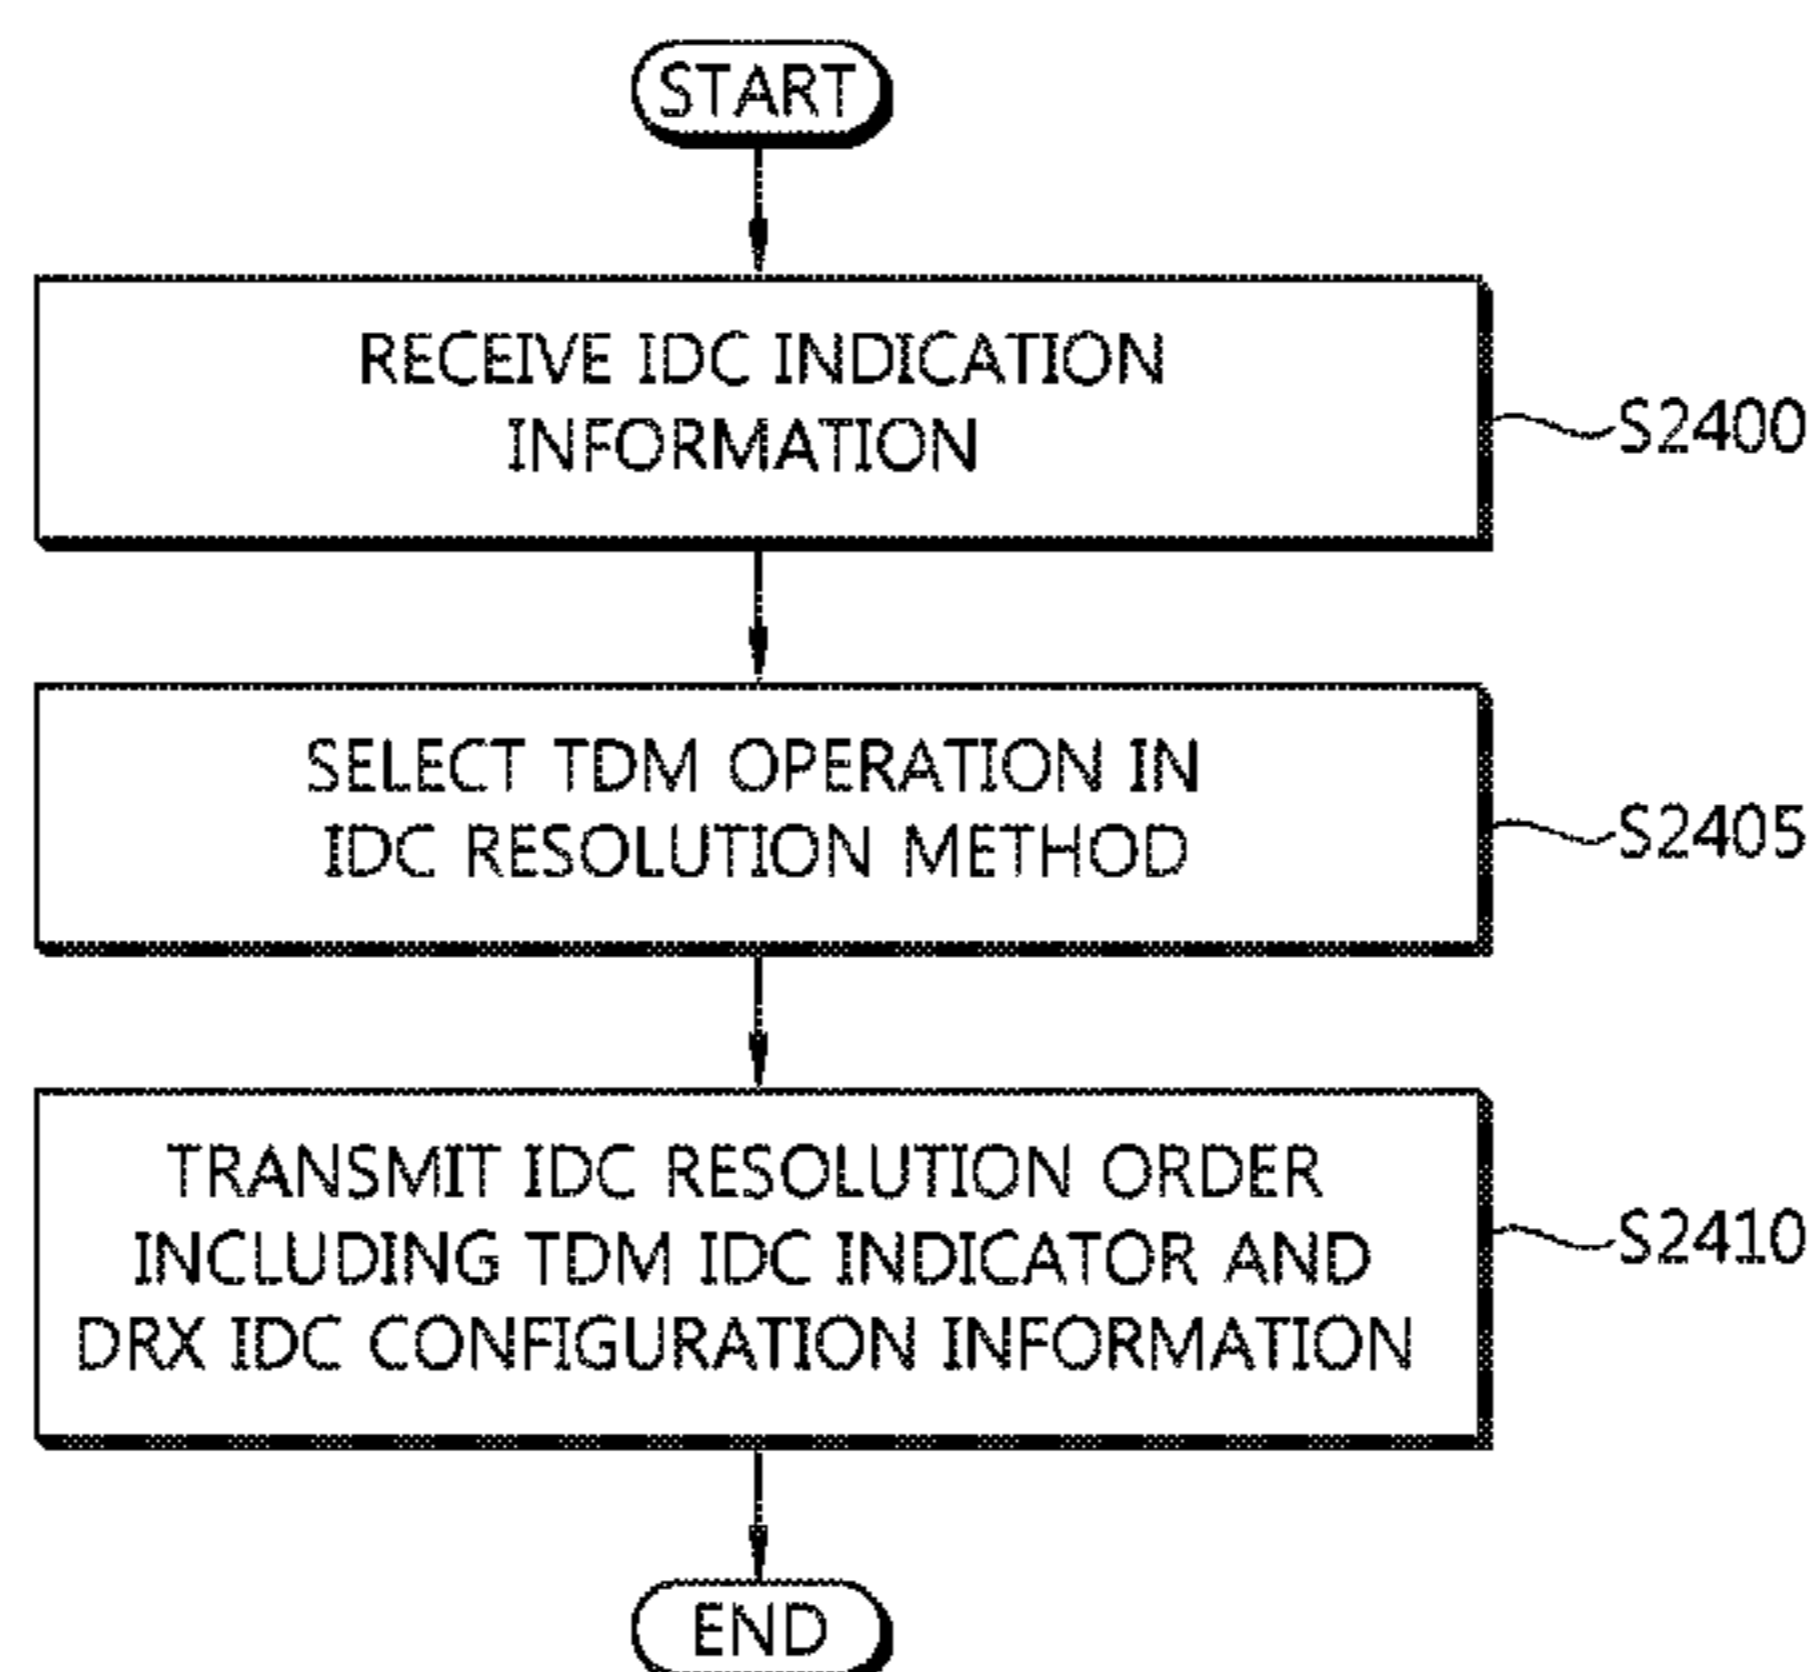 START
RECEIVE IDC INDICATION
INFORMATION
S2400
SELECT TDM OPERATION IN
IDC RESOLUTION METHOD
S2405
TRANSMIT IDC RESOLUTION ORDER
INCLUDING TDM IDC INDICATOR AND
DRX IDC CONFIGURATION INFORMATION
S2410
END